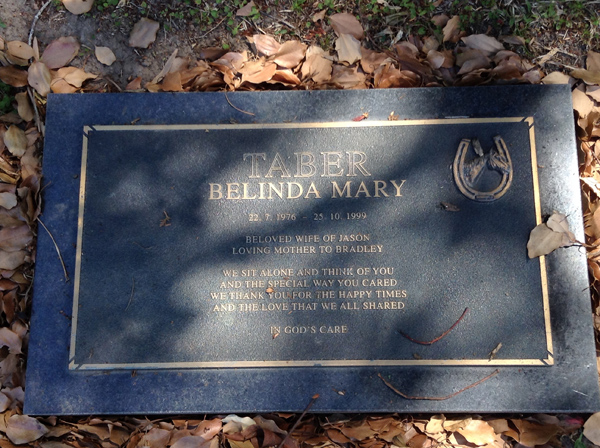 TABER
BELINDA MARY
22. 7. 1976 - 25. 10. 1999
BELOVED WIFE OF JASON
LOVING MOTHER TO BRADLEY
WE SIT ALONE AND THINK OF YOU
AND THE SPECIAL WAY YOU CARED
WE THANK YOU FOR THE HAPPY TIMES
AND THE LOVE THAT WE ALL SHARED
IN GOD'S CARE